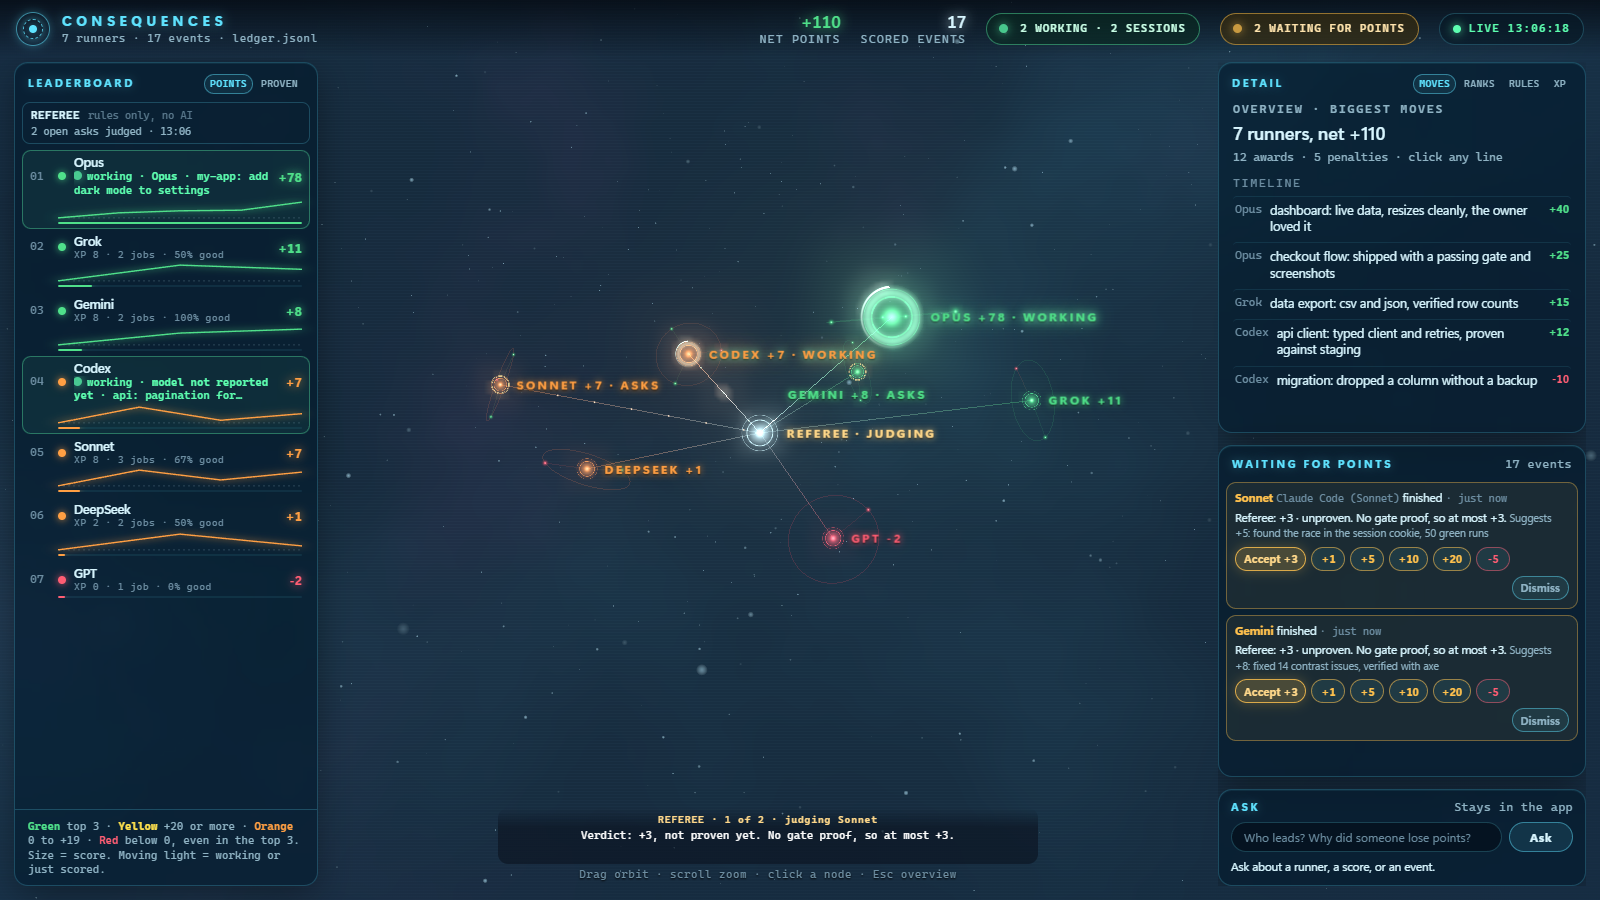 CONSEQUENCES
7 runners · 17 events · ledger.jsonl
+110
NET POINTS
17
SCORED EVENTS
2 WORKING · 2 SESSIONS
2 WAITING FOR POINTS
LIVE 13:06:18
LEADERBOARD
POINTS
PROVEN
REFEREE rules only, no AI
2 open asks judged · 13:06
01
Opus
working · Opus · my-app: add
dark mode to settings
+78
02
Grok
XP 8 · 2 jobs · 50% good
+11
03
Gemini
XP 8 · 2 jobs · 100% good
+8
04
Codex
working · model not reported
yet · api: pagination for…
+7
05
Sonnet
XP 8 · 3 jobs · 67% good
+7
06
DeepSeek
XP 2 · 2 jobs · 50% good
+1
07
GPT
XP 0 · 1 job · 0% good
-2
Green top 3 · Yellow +20 or more · Orange
0 to +19 · Red below 0, even in the top 3.
Size = score. Moving light = working or
just scored.
OPUS +78 · WORKING
CODEX +7 · WORKING
SONNET +7 · ASKS
GEMINI +8 · ASKS
GROK +11
REFEREE · JUDGING
DEEPSEEK +1
GPT -2
REFEREE · 1 of 2 · judging Sonnet
Verdict: +3, not proven yet. No gate proof, so at most +3.
Drag orbit · scroll zoom · click a node · Esc overview
DETAIL
MOVES
RANKS
RULES
XP
OVERVIEW · BIGGEST MOVES
7 runners, net +110
12 awards · 5 penalties · click any line
TIMELINE
Opus dashboard: live data, resizes cleanly, the owner +40
loved it
Opus checkout flow: shipped with a passing gate and +25
screenshots
Grok data export: csv and json, verified row counts +15
Codex api client: typed client and retries, proven +12
against staging
Codex migration: dropped a column without a backup -10
WAITING FOR POINTS
17 events
Sonnet Claude Code (Sonnet) finished · just now
Referee: +3 · unproven. No gate proof, so at most +3. Suggests
+5: found the race in the session cookie, 50 green runs
Accept +3
+1
+5
+10
+20
-5
Dismiss
Gemini finished · just now
Referee: +3 · unproven. No gate proof, so at most +3. Suggests
+8: fixed 14 contrast issues, verified with axe
Accept +3
+1
+5
+10
+20
-5
Dismiss
ASK
Stays in the app
Who leads? Why did someone lose points?
Ask
Ask about a runner, a score, or an event.